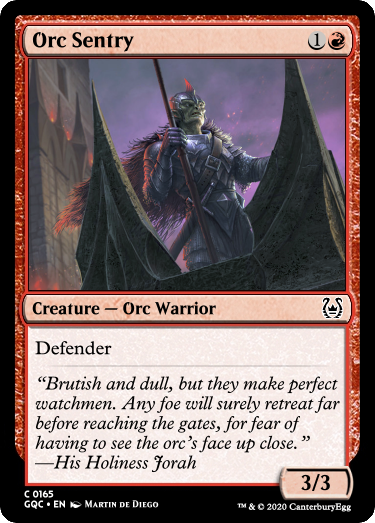 Orc Sentry 1
Creature — Orc Warrior
Defender
“Brutish and dull, but they make perfect
watchmen. Any foe will surely retreat far
before reaching the gates, for fear of
having to see the orc’s face up close.”
—His Holiness Jorah
3/3
C 0165
GQC • EN Martin de Diego
™ & © 2020 CanterburyEgg